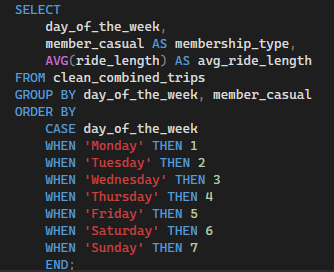 SELECT
    day_of_the_week,
    member_casual AS membership_type,
    AVG(ride_length) AS avg_ride_length
FROM clean_combined_trips
GROUP BY day_of_the_week, member_casual
ORDER BY
    CASE day_of_the_week
    WHEN 'Monday' THEN 1
    WHEN 'Tuesday' THEN 2
    WHEN 'Wednesday' THEN 3
    WHEN 'Thursday' THEN 4
    WHEN 'Friday' THEN 5
    WHEN 'Saturday' THEN 6
    WHEN 'Sunday' THEN 7
    END;